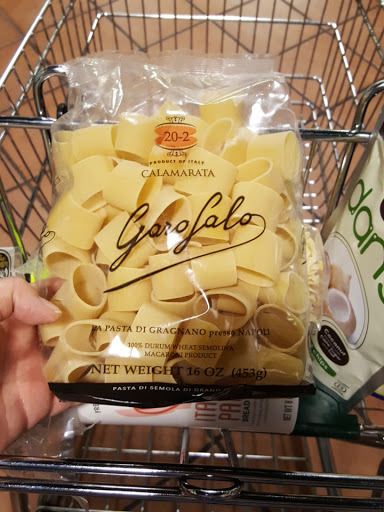 20-2
PRODUCT OF ITALY
CALAMARATA
Garofalo
LA PASTA DI GRAGNANO presso NAPOLI
100% DURUM WHEAT SEMOLINA
MACARONI PRODUCT
NET WEIGHT 16 OZ (453g)
PASTA DI SEMOLA DI GRANO
BREAD